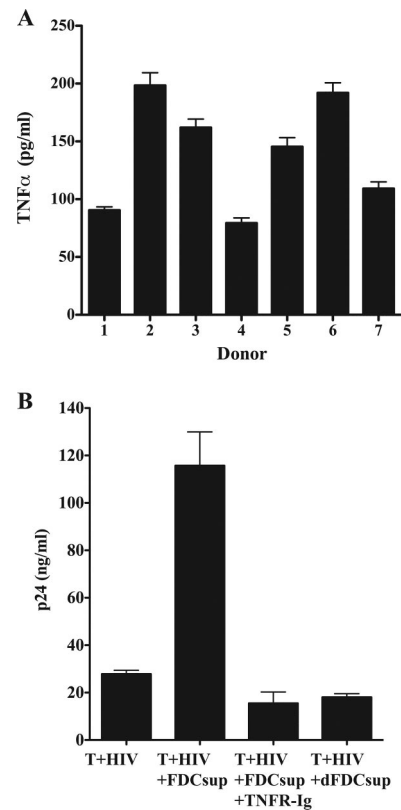 A
TNFα (pg/ml)
250
200
150
100
50
0
1 2 3 4 5 6 7
Donor
B
p24 (ng/ml)
140
120
100
80
60
40
20
0
T+HIV T+HIV T+HIV T+HIV
+FDCsup +FDCsup +dFDCsup
+TNFR-Ig